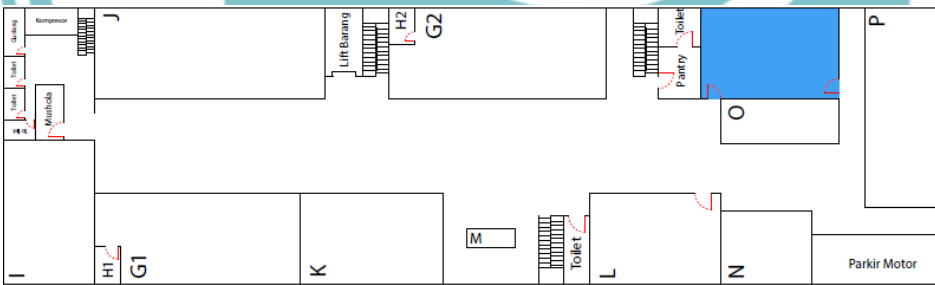 Gudang
Kompresor
J
Lift Barang
H2
G2
Toilet
P
Toilet
Pantry
Toilet
Mushola
O
I
H1
G1
K
M
Toilet
L
N
Parkir Motor